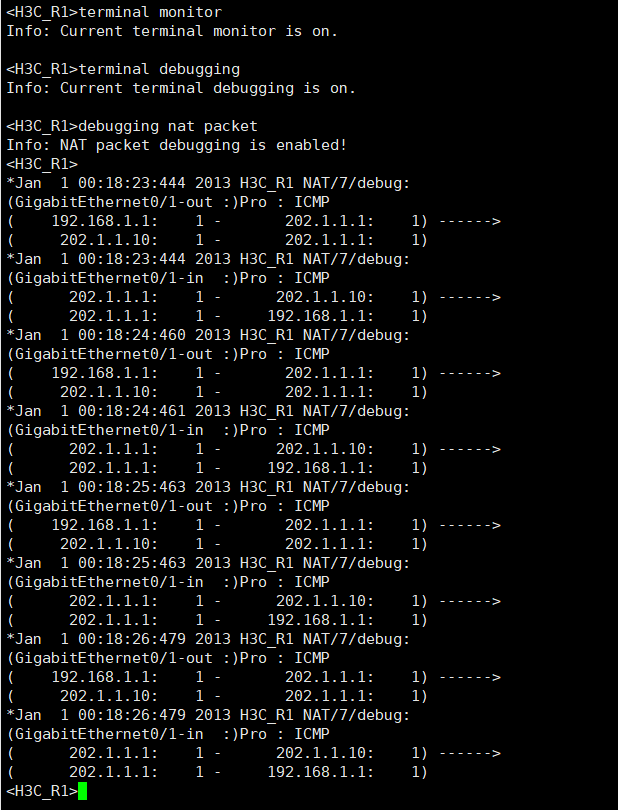 <H3C_R1>terminal monitor
Info: Current terminal monitor is on.
<H3C_R1>terminal debugging
Info: Current terminal debugging is on.
<H3C_R1>debugging nat packet
Info: NAT packet debugging is enabled!
<H3C_R1>
*Jan  1 00:18:23:444 2013 H3C_R1 NAT/7/debug:
(GigabitEthernet0/1-out :)Pro : ICMP
(    192.168.1.1:    1 -       202.1.1.1:    1) ------>
(     202.1.1.10:    1 -       202.1.1.1:    1)
*Jan  1 00:18:23:444 2013 H3C_R1 NAT/7/debug:
(GigabitEthernet0/1-in  :)Pro : ICMP
(      202.1.1.1:    1 -      202.1.1.10:    1) ------>
(      202.1.1.1:    1 -     192.168.1.1:    1)
*Jan  1 00:18:24:460 2013 H3C_R1 NAT/7/debug:
(GigabitEthernet0/1-out :)Pro : ICMP
(    192.168.1.1:    1 -       202.1.1.1:    1) ------>
(     202.1.1.10:    1 -       202.1.1.1:    1)
*Jan  1 00:18:24:461 2013 H3C_R1 NAT/7/debug:
(GigabitEthernet0/1-in  :)Pro : ICMP
(      202.1.1.1:    1 -      202.1.1.10:    1) ------>
(      202.1.1.1:    1 -     192.168.1.1:    1)
*Jan  1 00:18:25:463 2013 H3C_R1 NAT/7/debug:
(GigabitEthernet0/1-out :)Pro : ICMP
(    192.168.1.1:    1 -       202.1.1.1:    1) ------>
(     202.1.1.10:    1 -       202.1.1.1:    1)
*Jan  1 00:18:25:463 2013 H3C_R1 NAT/7/debug:
(GigabitEthernet0/1-in  :)Pro : ICMP
(      202.1.1.1:    1 -      202.1.1.10:    1) ------>
(      202.1.1.1:    1 -     192.168.1.1:    1)
*Jan  1 00:18:26:479 2013 H3C_R1 NAT/7/debug:
(GigabitEthernet0/1-out :)Pro : ICMP
(    192.168.1.1:    1 -       202.1.1.1:    1) ------>
(     202.1.1.10:    1 -       202.1.1.1:    1)
*Jan  1 00:18:26:479 2013 H3C_R1 NAT/7/debug:
(GigabitEthernet0/1-in  :)Pro : ICMP
(      202.1.1.1:    1 -      202.1.1.10:    1) ------>
(      202.1.1.1:    1 -     192.168.1.1:    1)
<H3C_R1>